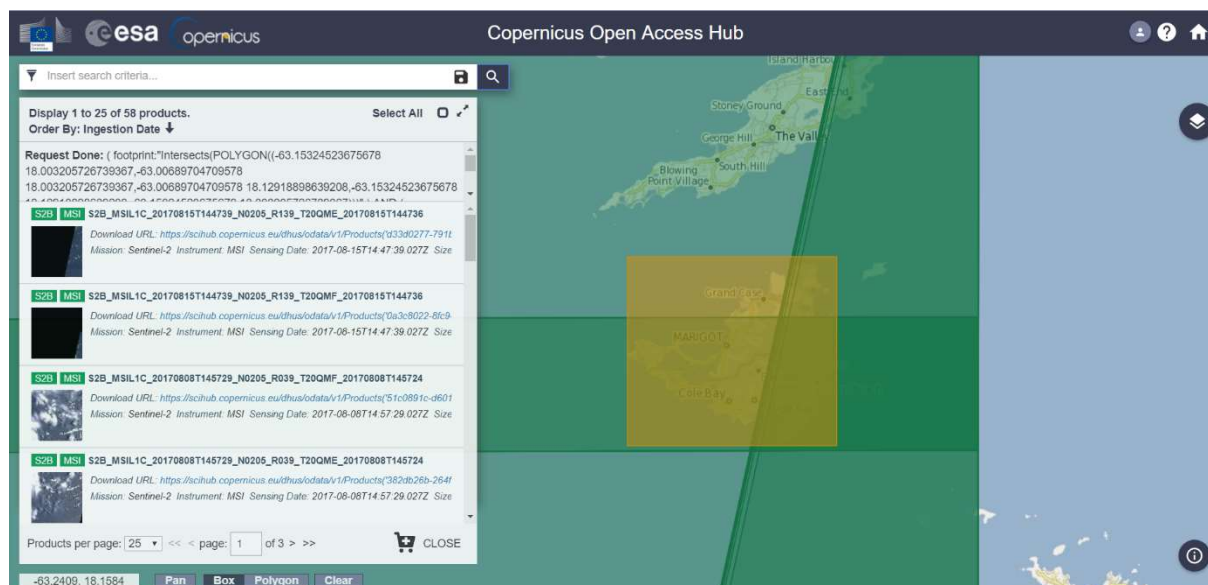 esa opernicus
Copernicus Open Access Hub
Insert search criteria...
Display 1 to 25 of 58 products.
Select All
Order By: Ingestion Date
Request Done: ( footprint:"Intersects(POLYGON((-63.15324523675678
18.003205726739367,-63.00689704709578
18.003205726739367,-63.00689704709578 18.12918898639208,-63.15324523675678
S2B MSI S2B_MSIL1C_20170815T144739_N0205_R139_T20QME_20170815T144736
Download URL: https://scihub.copernicus.eu/dhus/odata/v1/Products('d33d0277-791b
Mission: Sentinel-2 Instrument: MSI Sensing Date: 2017-08-15T14:47:39.027Z Size
S2B MSI S2B_MSIL1C_20170815T144739_N0205_R139_T20QMF_20170815T144736
Download URL: https://scihub.copernicus.eu/dhus/odata/v1/Products('0a3c8022-8fc9-
Mission: Sentinel-2 Instrument: MSI Sensing Date: 2017-08-15T14:47:39.027Z Size
S2B MSI S2B_MSIL1C_20170808T145729_N0205_R039_T20QMF_20170808T145724
Download URL: https://scihub.copernicus.eu/dhus/odata/v1/Products('51c0891c-d601
Mission: Sentinel-2 Instrument: MSI Sensing Date: 2017-08-08T14:57:29.027Z Size
S2B MSI S2B_MSIL1C_20170808T145729_N0205_R039_T20QME_20170808T145724
Download URL: https://scihub.copernicus.eu/dhus/odata/v1/Products('382db26b-264f
Mission: Sentinel-2 Instrument: MSI Sensing Date: 2017-08-08T14:57:29.027Z Size
Products per page: 25 << < page: 1 of 3 > >> CLOSE
-63.2409, 18.1584 Pan Box Polygon Clear
Island Harbou
East End
Stoney Ground
George Hill
The Vall
Blowing
Point Village
South Hill
Grand Case
MARIGOT
Cole Bay